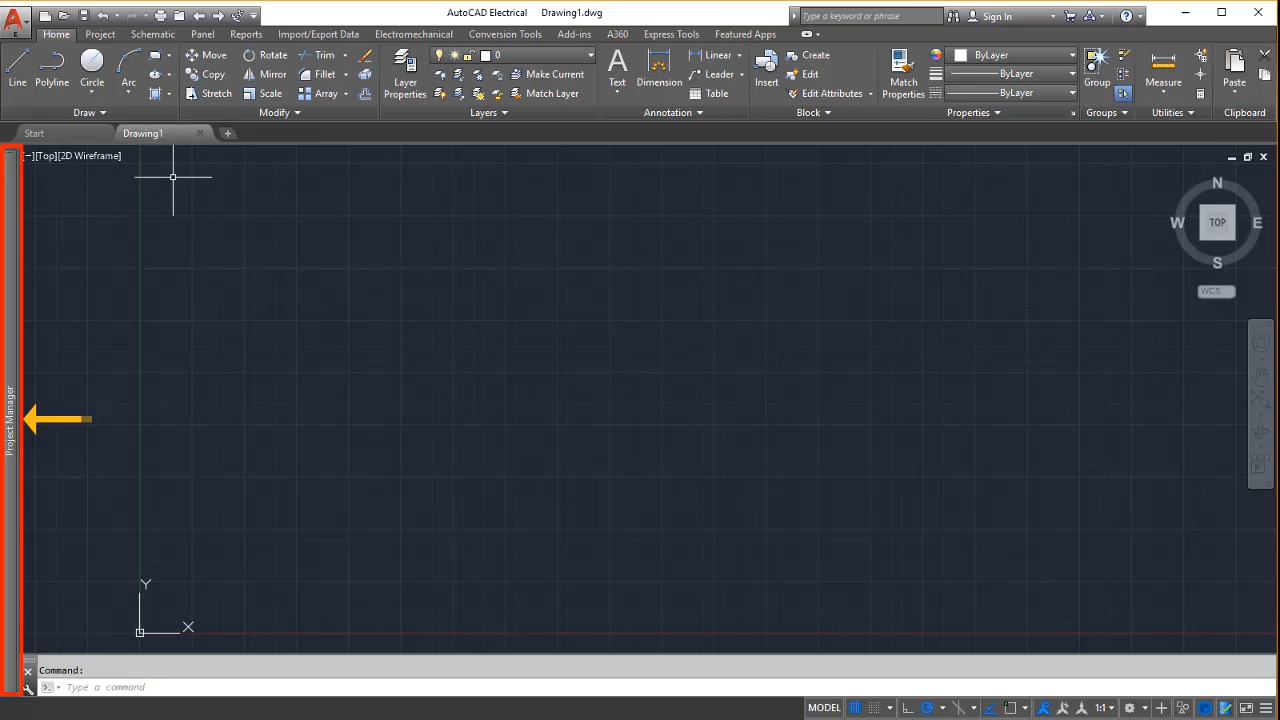 AutoCAD Electrical Drawing1.dwg
Type a keyword or phrase
Sign In
E
Home Project Schematic Panel Reports Import/Export Data Electromechanical Conversion Tools Add-ins A360 Express Tools Featured Apps
Line
Polyline
Circle
Arc
Draw
Move Rotate Trim
Copy Mirror Fillet
Stretch Scale Array
Modify
Layer
Properties
0
Make Current
Match Layer
Layers
Text
Dimension
Linear
Leader
Table
Annotation
Insert
Create
Edit
Edit Attributes
Block
Match
Properties
ByLayer
ByLayer
ByLayer
Properties
Group
Groups
Measure
Utilities
Paste
Clipboard
Start Drawing1
[−][Top][2D Wireframe]
N
W TOP E
S
WCS
Project Manager
Y
X
Command:
Type a command
MODEL
1:1